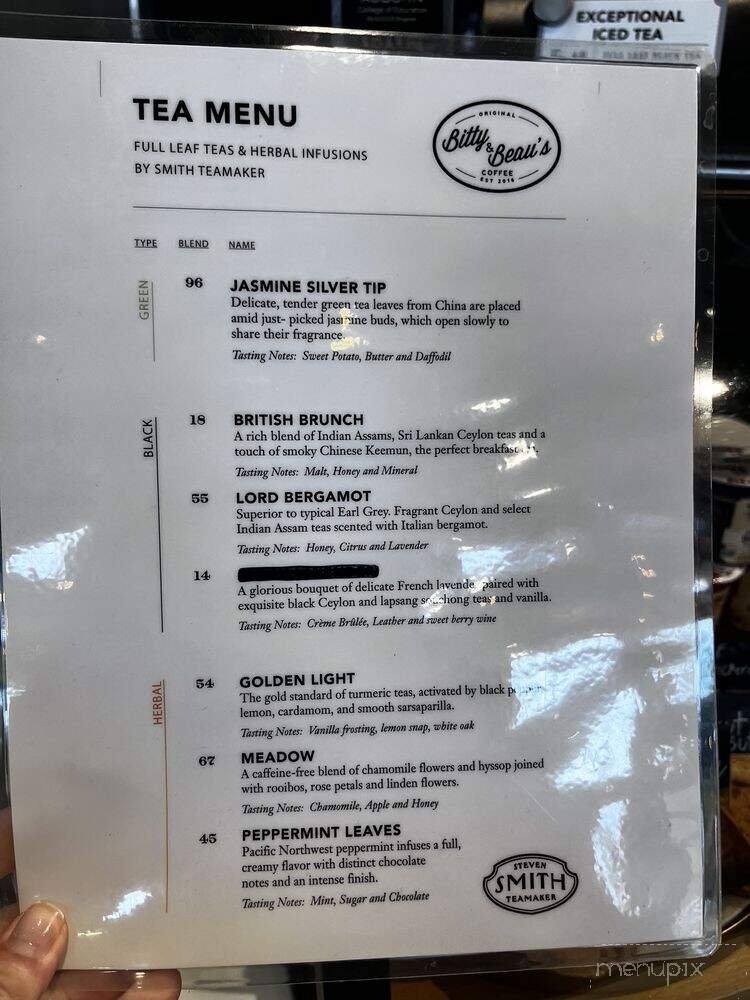 EXCEPTIONAL
ICED TEA
TEA MENU
FULL LEAF TEAS & HERBAL INFUSIONS
BY SMITH TEAMAKER
ORIGINAL
Bitty & Beau's
COFFEE
EST 2016
TYPE BLEND NAME
GREEN
96 JASMINE SILVER TIP
Delicate, tender green tea leaves from China are placed
amid just- picked jasmine buds, which open slowly to
share their fragrance.
Tasting Notes: Sweet Potato, Butter and Daffodil
BLACK
18 BRITISH BRUNCH
A rich blend of Indian Assams, Sri Lankan Ceylon teas and a
touch of smoky Chinese Keemun, the perfect breakfast
Tasting Notes: Malt, Honey and Mineral
55 LORD BERGAMOT
Superior to typical Earl Grey. Fragrant Ceylon and select
Indian Assam teas scented with Italian bergamot.
Tasting Notes: Honey, Citrus and Lavender
14
A glorious bouquet of delicate French lavender paired with
exquisite black Ceylon and lapsang souchong teas and vanilla.
Tasting Notes: Crème Brûlée, Leather and sweet berry wine
HERBAL
54 GOLDEN LIGHT
The gold standard of turmeric teas, activated by black pepper,
lemon, cardamom, and smooth sarsaparilla.
Tasting Notes: Vanilla frosting, lemon snap, white oak
67 MEADOW
A caffeine-free blend of chamomile flowers and hyssop joined
with rooibos, rose petals and linden flowers.
Tasting Notes: Chamomile, Apple and Honey
45 PEPPERMINT LEAVES
Pacific Northwest peppermint infuses a full,
creamy flavor with distinct chocolate
notes and an intense finish.
Tasting Notes: Mint, Sugar and Chocolate
STEVEN
SMITH
TEAMAKER
menupix